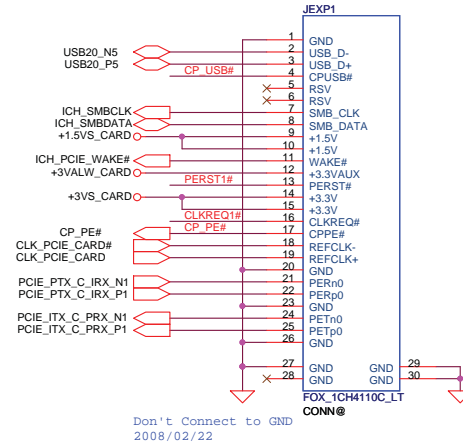 JEXP1
1 GND
USB20_N5 2 USB_D-
USB20_P5 3 USB_D+
CP_USB# 4 CPUSB#
5 RSV
6 RSV
ICH_SMBCLK 7 SMB_CLK
ICH_SMBDATA 8 SMB_DATA
+1.5VS_CARD 9 +1.5V
10 +1.5V
ICH_PCIE_WAKE# 11 WAKE#
+3VALW_CARD 12 +3.3VAUX
PERST1# 13 PERST#
+3VS_CARD 14 +3.3V
15 +3.3V
CLKREQ1# 16 CLKREQ#
CP_PE# CP_PE# 17 CPPE#
CLK_PCIE_CARD# 18 REFCLK-
CLK_PCIE_CARD 19 REFCLK+
20 GND
PCIE_PTX_C_IRX_N1 21 PERn0
PCIE_PTX_C_IRX_P1 22 PERp0
23 GND
PCIE_ITX_C_PRX_N1 24 PETn0
PCIE_ITX_C_PRX_P1 25 PETp0
26 GND
27 GND GND 29
28 GND GND 30
FOX_1CH4110C_LT
CONN@
Don't Connect to GND
2008/02/22